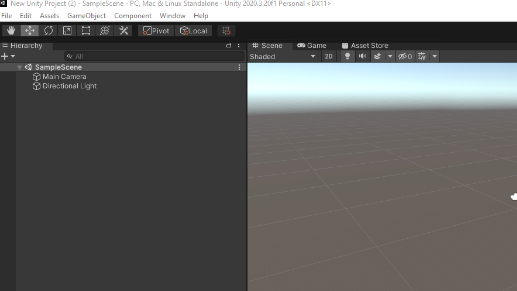 New Unity Project (2) - SampleScene - PC, Mac & Linux Standalone - Unity 2020.3.20f1 Personal <DX11>
File Edit Assets GameObject Component Window Help
Pivot Local
Hierarchy
All
SampleScene
Main Camera
Directional Light
Scene Game Asset Store
Shaded 2D 0